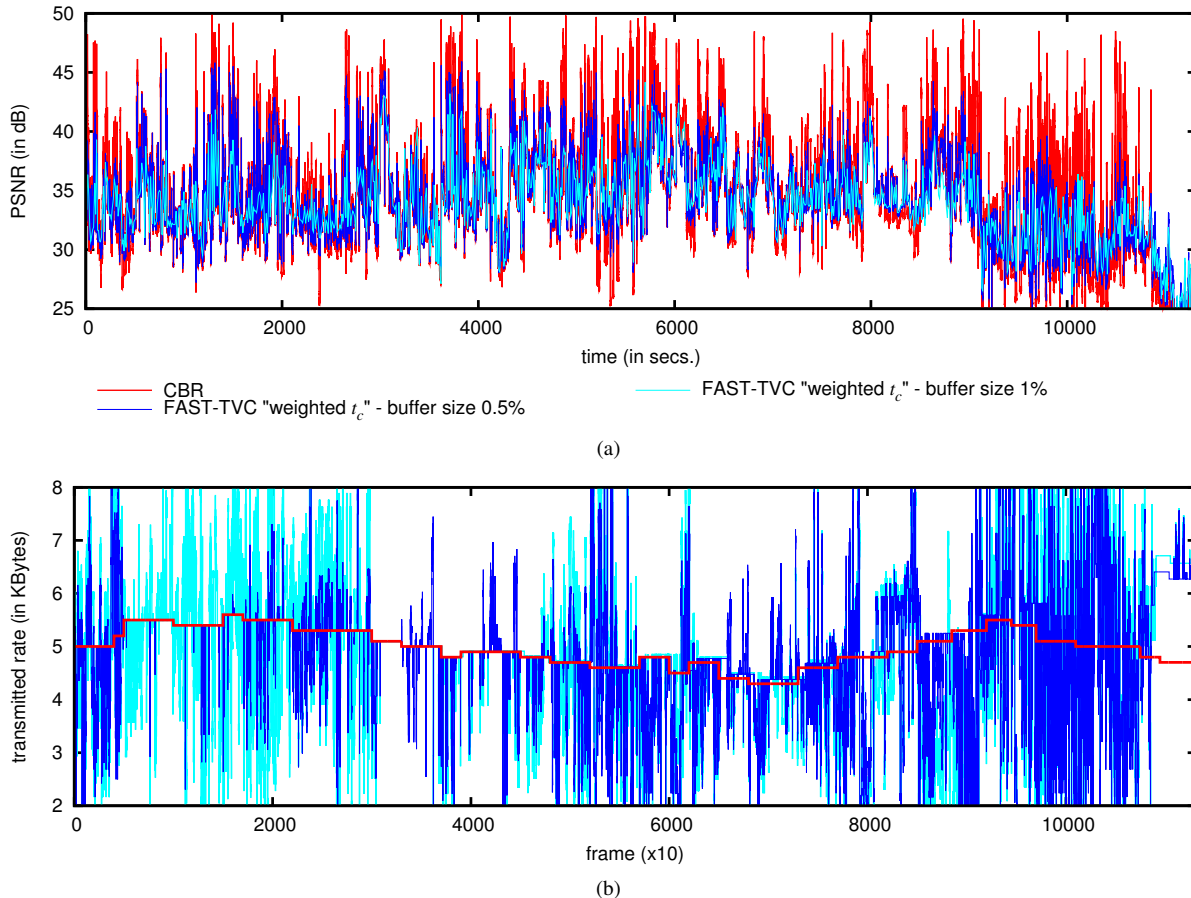 50
45
40
35
30
25
PSNR (in dB)
0 2000 4000 6000 8000 10000
time (in secs.)
CBR
FAST-TVC "weighted t_c" - buffer size 0.5%
FAST-TVC "weighted t_c" - buffer size 1%
(a)
8
7
6
5
4
3
2
transmitted rate (in KBytes)
0 2000 4000 6000 8000 10000
frame (x10)
(b)